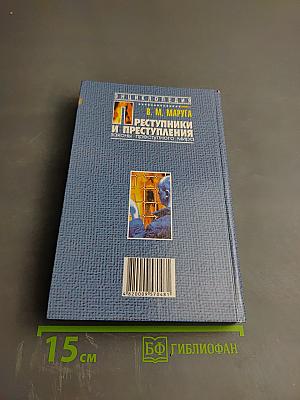 ЭНЦИКЛОПЕДИЯ
В. М. МАРУГА
ПРЕСТУПНИКИ
И ПРЕСТУПЛЕНИЯ
законы преступного мира
15 см
БФ ГИБЛИОФАН